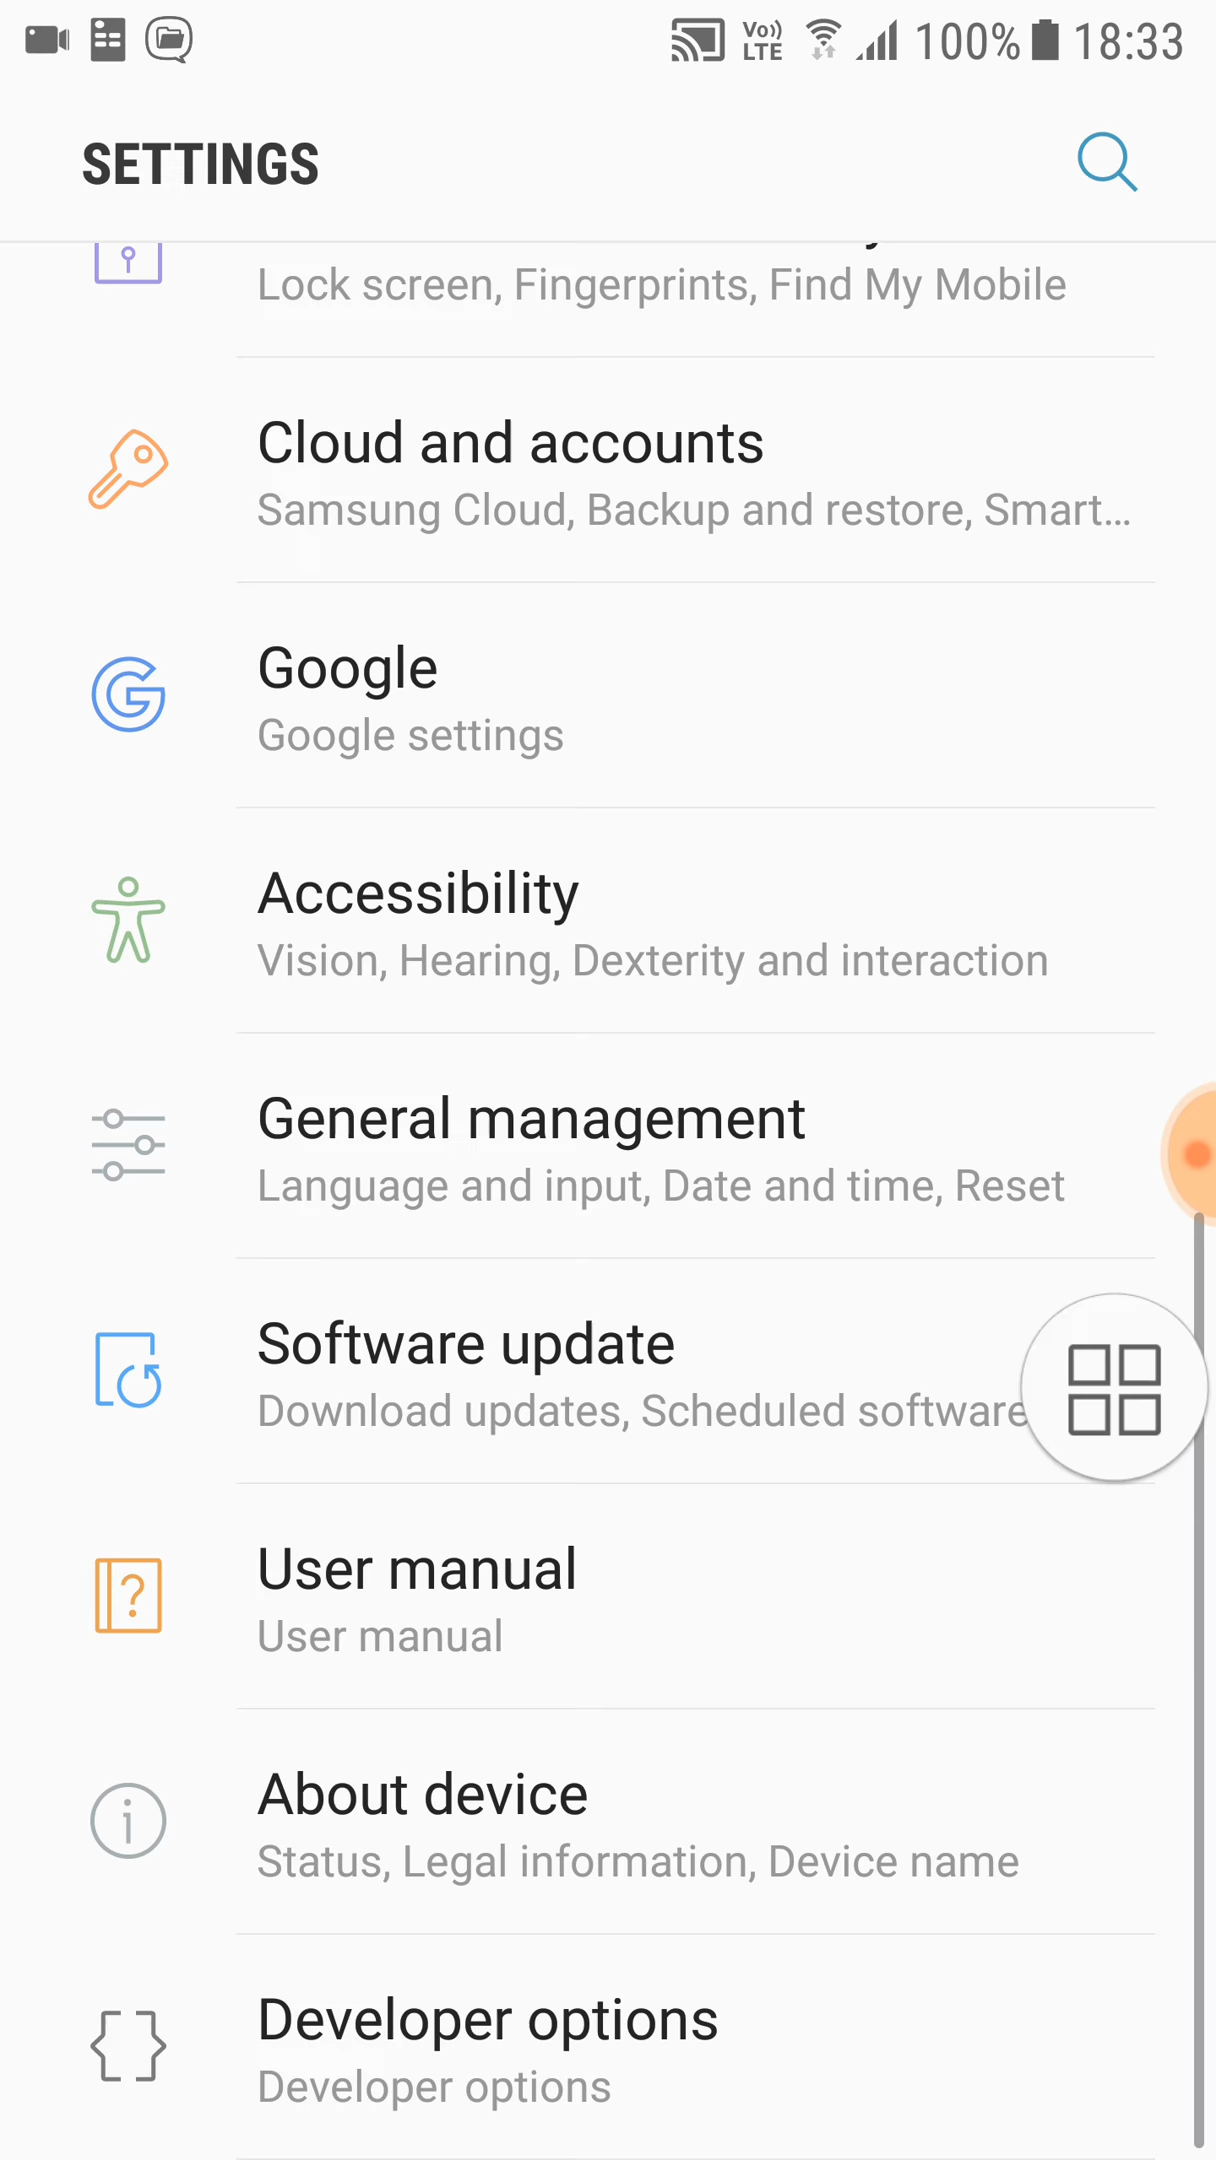 Vo)) LTE 100% 18:33
SETTINGS
Lock screen, Fingerprints, Find My Mobile
Cloud and accounts
Samsung Cloud, Backup and restore, Smart...
Google
Google settings
Accessibility
Vision, Hearing, Dexterity and interaction
General management
Language and input, Date and time, Reset
Software update
Download updates, Scheduled software
User manual
User manual
About device
Status, Legal information, Device name
Developer options
Developer options